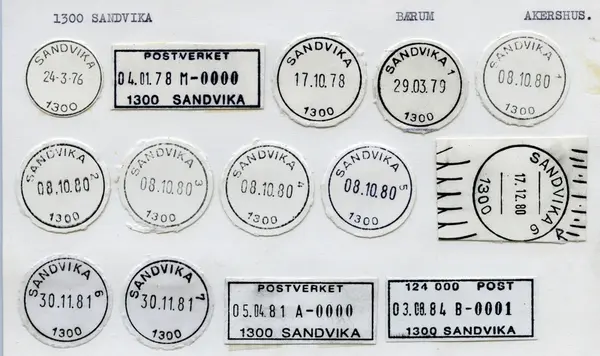 1300 SANDVIKA BÆRUM AKERSHUS.
SANDVIKA
24-3-76
1300
POSTVERKET
04.01.78 M-0000
1300 SANDVIKA
SANDVIKA
17.10.78
1300
SANDVIKA 1
29.03.79
1300
SANDVIKA 1
08.10.80
1300
SANDVIKA 2
08.10.80
1300
SANDVIKA 3
08.10.80
1300
SANDVIKA 4
08.10.80
1300
SANDVIKA 5
08.10.80
1300
SANDVIKA 6
17.12.80
1300
SANDVIKA 6
30.11.81
1300
SANDVIKA 7
30.11.81
1300
POSTVERKET
05.04.81 A-0000
1300 SANDVIKA
124 000 POST
03.08.84 B-0001
1300 SANDVIKA